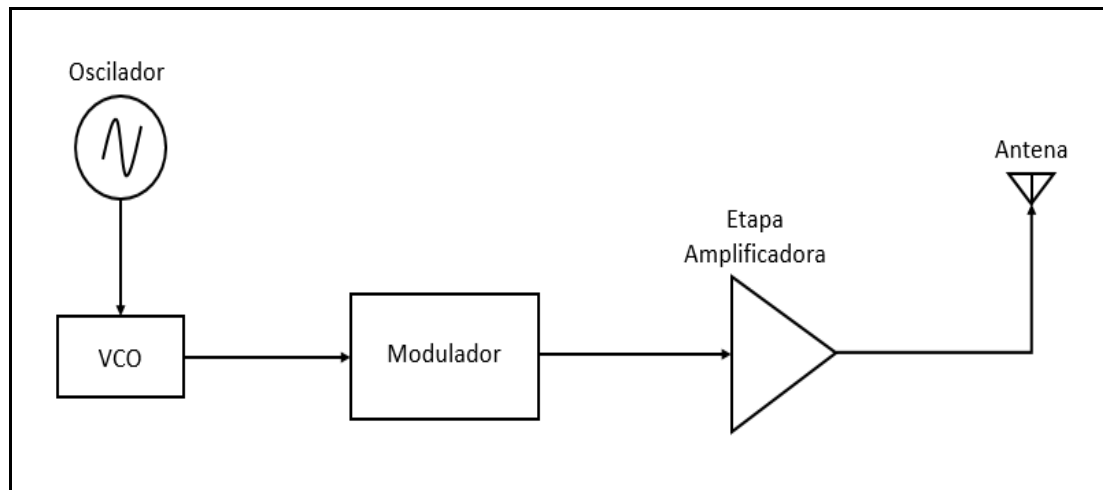 Oscilador
Antena
Etapa
Amplificadora
VCO
Modulador